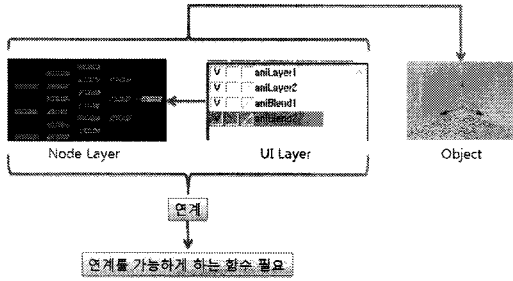 V aniLayer1
V aniLayer2
V aniBlend1
Node Layer
UI Layer
Object
연계
연계를 가능하게 하는 함수 필요